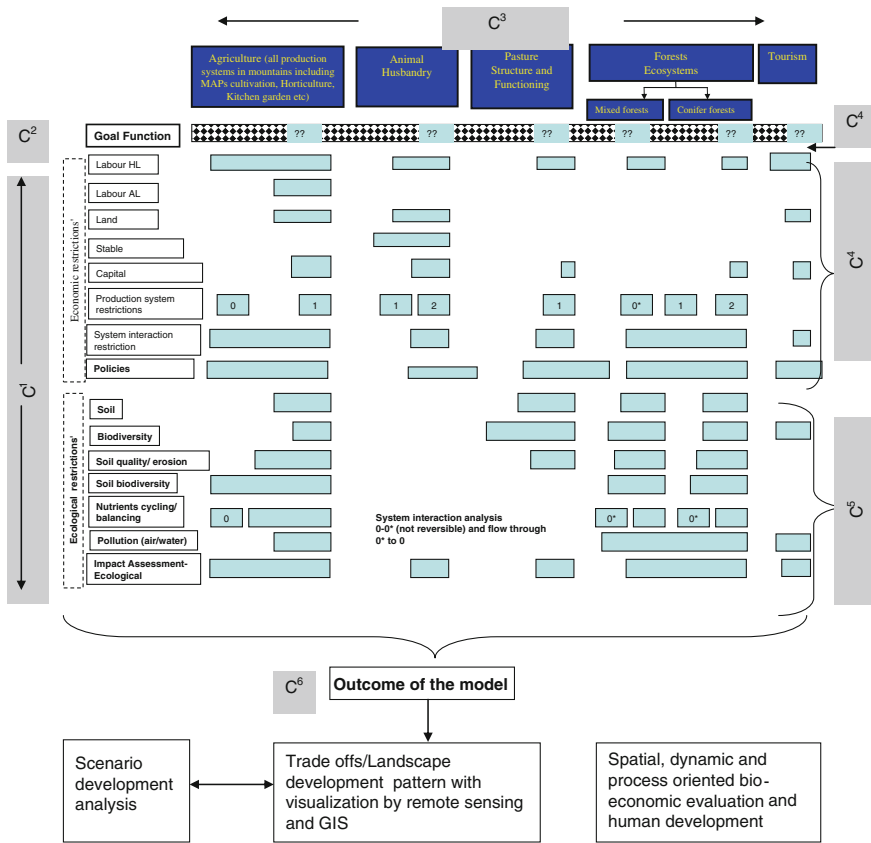 C3
Agriculture (all production
systems in mountains including
MAPs cultivation, Horticulture,
Kitchen garden etc)
Animal
Husbandry
Pasture
Structure and
Functioning
Forests
Ecosystems
Tourism
Mixed forests
Conifer forests
C2
Goal Function
??
??
??
??
??
??
C4
Economic restrictions'
Labour HL
Labour AL
Land
Stable
Capital
Production system
restrictions
0
1
1
2
1
0*
1
2
System interaction
restriction
Policies
C4
C1
Ecological restrictions'
Soil
Biodiversity
Soil quality/ erosion
Soil biodiversity
Nutrients cycling/
balancing
0
System interaction analysis
0-0* (not reversible) and flow through
0* to 0
0*
0*
Pollution (air/water)
Impact Assessment-
Ecological
C5
C6
Outcome of the model
Scenario
development
analysis
Trade offs/Landscape
development pattern with
visualization by remote sensing
and GIS
Spatial, dynamic and
process oriented bio-
economic evaluation and
human development